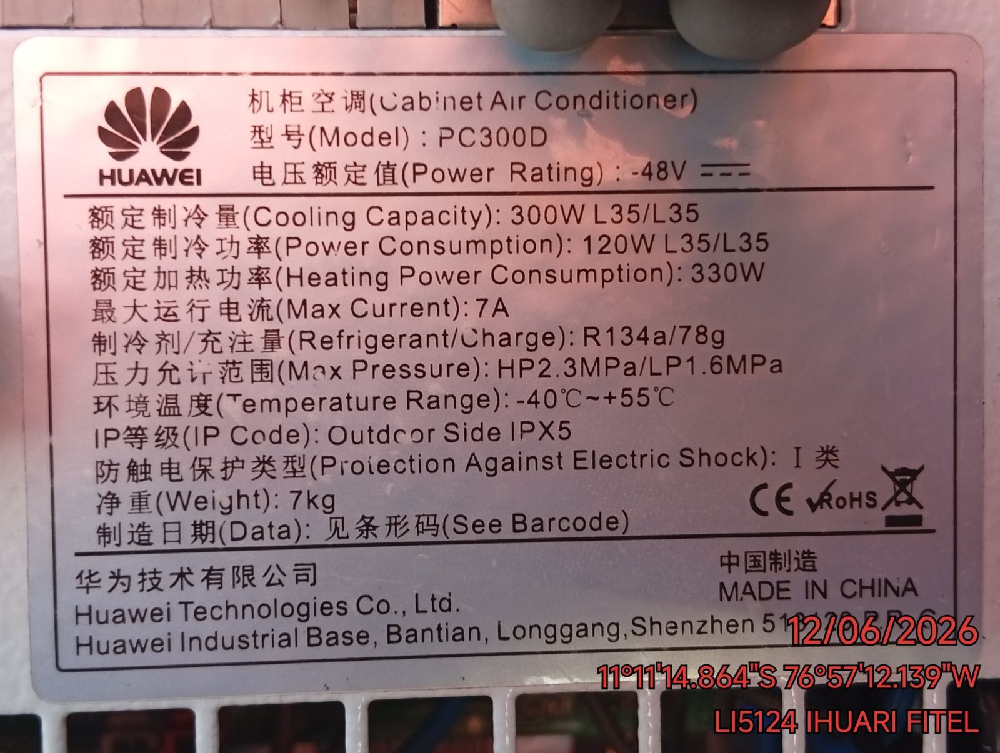 HUAWEI
机柜空调(Cabinet Air Conditioner)
型号(Model) : PC300D
电压额定值(Power Rating) : -48V
额定制冷量(Cooling Capacity): 300W L35/L35
额定制冷功率(Power Consumption): 120W L35/L35
额定加热功率(Heating Power Consumption): 330W
最大运行电流(Max Current): 7A
制冷剂/充注量(Refrigerant/Charge): R134a/78g
压力允许范围(Max Pressure): HP2.3MPa/LP1.6MPa
环境温度(Temperature Range): -40℃~+55℃
IP等级(IP Code): Outdoor Side IPX5
防触电保护类型(Protection Against Electric Shock): I 类
净重(Weight): 7kg
制造日期(Data): 见条形码(See Barcode)
CE RoHS
华为技术有限公司
中国制造
MADE IN CHINA
Huawei Technologies Co., Ltd.
Huawei Industrial Base, Bantian, Longgang,Shenzhen
12/06/2026
11°11'14.864"S 76°57'12.139"W
LI5124 IHUARI FITEL